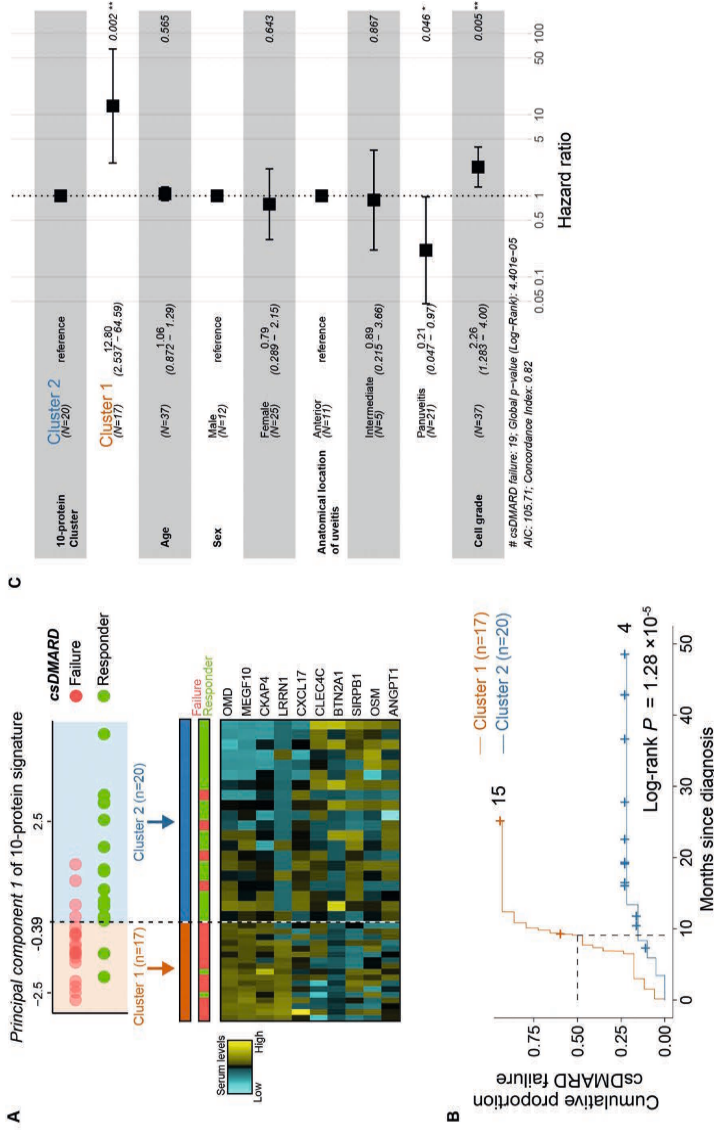 A
Principal component 1 of 10-protein signature
−2.5
−0.39
2.5
csDMARD
Failure
Responder
Cluster 1 (n=17)
Cluster 2 (n=20)
Serum levels
Low
High
Failure
Responder
OMD
MEGF10
CKAP4
LRRN1
CXCL17
CLEC4C
BTN2A1
SIRPB1
OSM
ANGPT1
B
Cumulative proportion
csDMARD failure
0.00
0.25
0.50
0.75
15
4
Cluster 1 (n=17)
Cluster 2 (n=20)
Log-rank P = 1.28 ×10-5
0
10
20
30
40
50
Months since diagnosis
C
10-protein
Cluster
Cluster 2
(N=20)
reference
Cluster 1
(N=17)
12.80
(2.537 − 64.59)
0.002 **
Age
(N=37)
1.06
(0.872 − 1.29)
0.565
Sex
Male
(N=12)
reference
Female
(N=25)
0.79
(0.289 − 2.15)
0.643
Anatomical location
of uveitis
Anterior
(N=11)
reference
Intermediate
(N=5)
0.89
(0.215 − 3.66)
0.867
Panuveitis
(N=21)
0.21
(0.047 − 0.97)
0.046 *
Cell grade
(N=37)
2.26
(1.283 − 4.00)
0.005 **
# csDMARD failure: 19; Global p-value (Log−Rank): 4.401e−05
AIC: 105.71; Concordance Index: 0.82
0.05
0.1
0.5
1
5
10
50
100
Hazard ratio